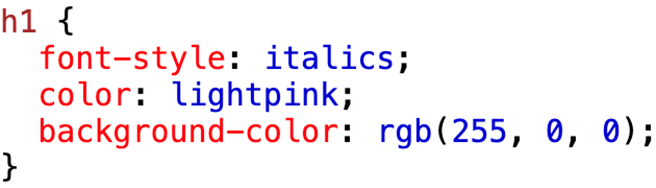 h1 {
  font-style: italics;
  color: lightpink;
  background-color: rgb(255, 0, 0);
}